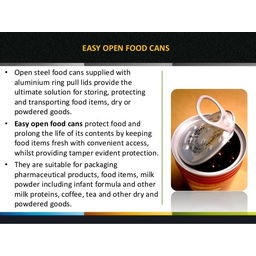 EASY OPEN FOOD CANS
• Open steel food cans supplied with
aluminium ring pull lids provide the
ultimate solution for storing, protecting
and transporting food items, dry or
powdered goods.
• Easy open food cans protect food and
prolong the life of its contents by keeping
food items fresh with convenient access,
whilst providing tamper evident protection.
• They are suitable for packaging
pharmaceutical products, food items, milk
powder including infant formula and other
milk proteins, coffee, tea and other dry and
powdered goods.